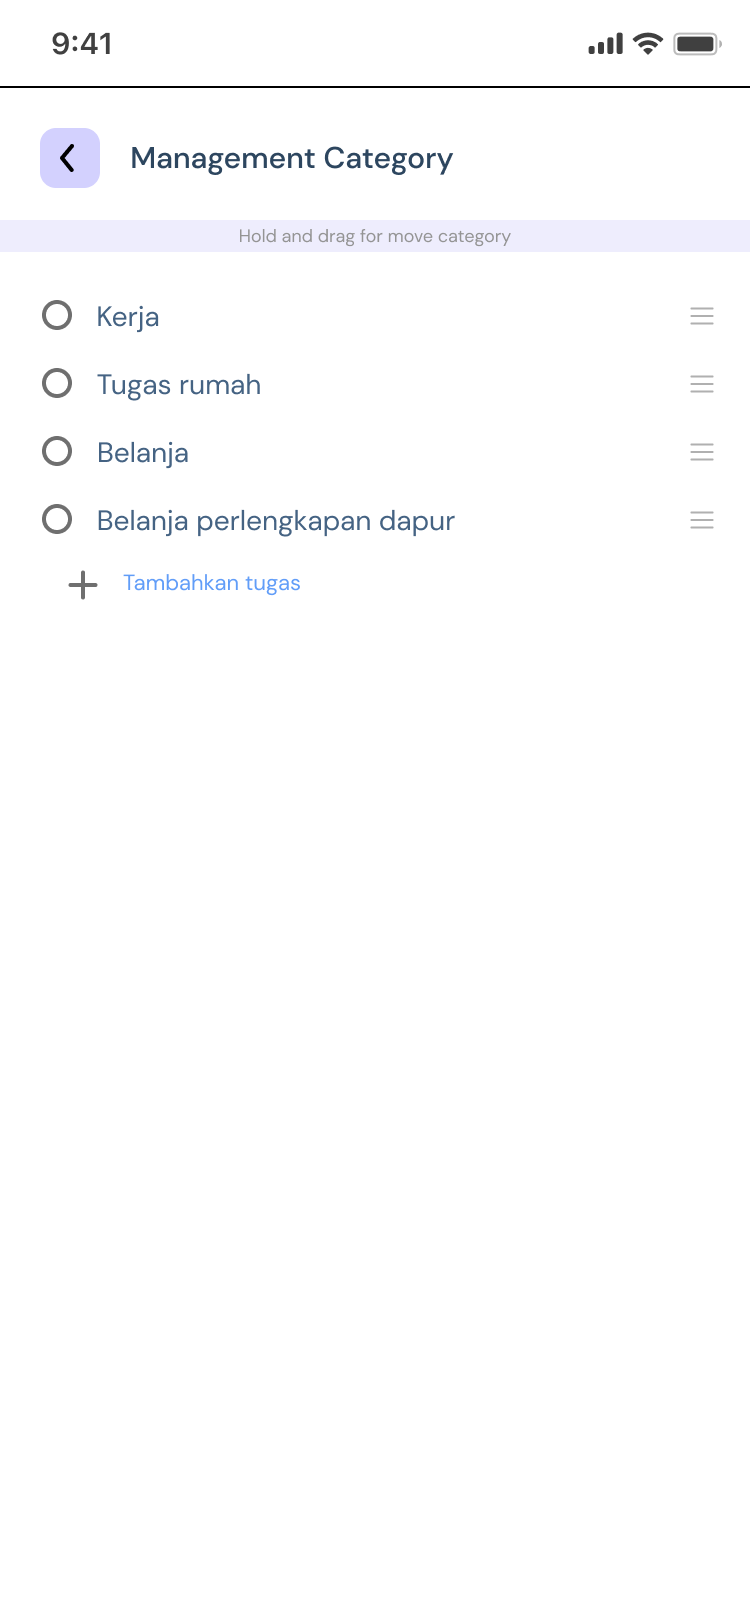 9:41
Management Category
Hold and drag for move category
Kerja
Tugas rumah
Belanja
Belanja perlengkapan dapur
Tambahkan tugas